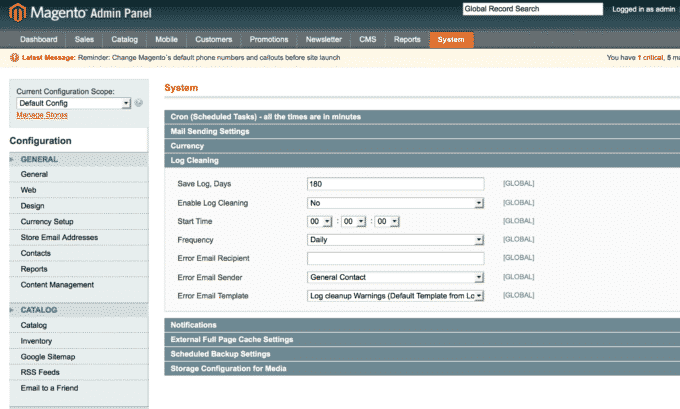 Magento Admin Panel
Global Record Search
Logged in as admin
Dashboard Sales Catalog Mobile Customers Promotions Newsletter CMS Reports System
Latest Message: Reminder: Change Magento`s default phone numbers and callouts before site launch
You have 1 critical, 5
Current Configuration Scope:
Default Config
Manage Stores
Configuration
GENERAL
General
Web
Design
Currency Setup
Store Email Addresses
Contacts
Reports
Content Management
CATALOG
Catalog
Inventory
Google Sitemap
RSS Feeds
Email to a Friend
System
Cron (Scheduled Tasks) - all the times are in minutes
Mail Sending Settings
Currency
Log Cleaning
Save Log, Days 180 [GLOBAL]
Enable Log Cleaning No [GLOBAL]
Start Time 00 : 00 : 00 [GLOBAL]
Frequency Daily [GLOBAL]
Error Email Recipient [GLOBAL]
Error Email Sender General Contact [GLOBAL]
Error Email Template Log cleanup Warnings (Default Template from Lo [GLOBAL]
Notifications
External Full Page Cache Settings
Scheduled Backup Settings
Storage Configuration for Media